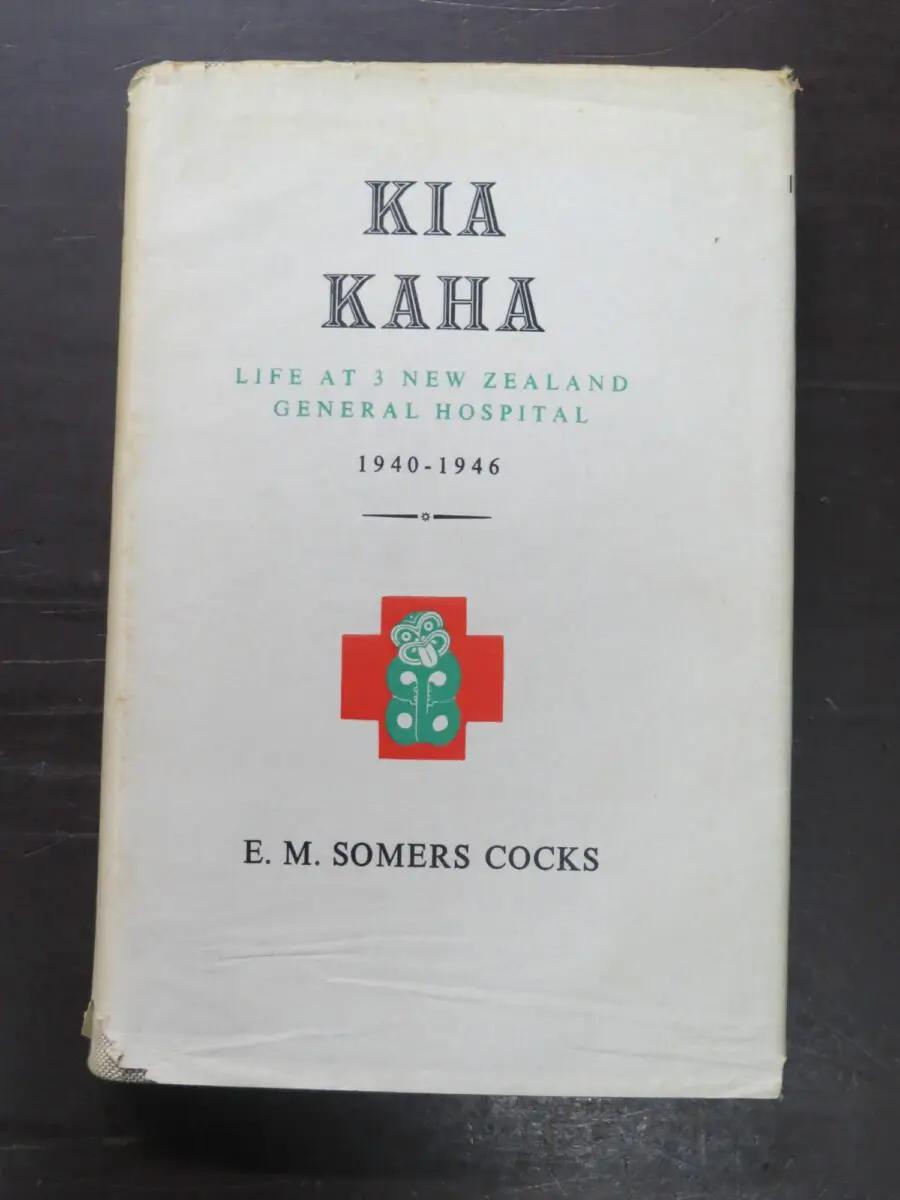 KIA
KAHA
LIFE AT 3 NEW ZEALAND
GENERAL HOSPITAL
1940-1946
E. M. SOMERS COCKS